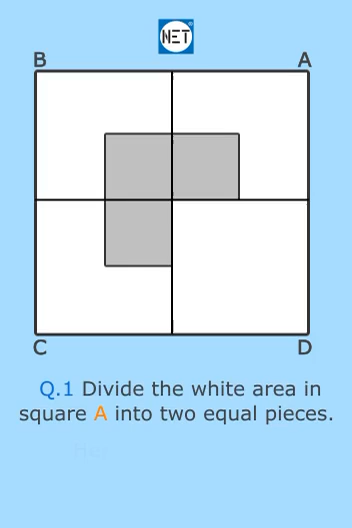 NET
B A
C D
Q.1 Divide the white area in
square A into two equal pieces.